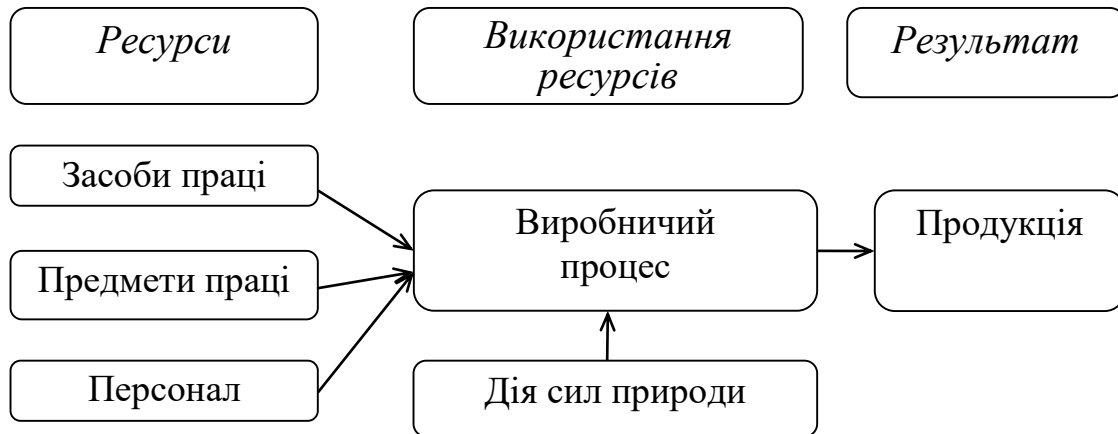 Ресурси
Використання
ресурсів
Результат
Засоби праці
Предмети праці
Персонал
Виробничий
процес
Дія сил природи
Продукція